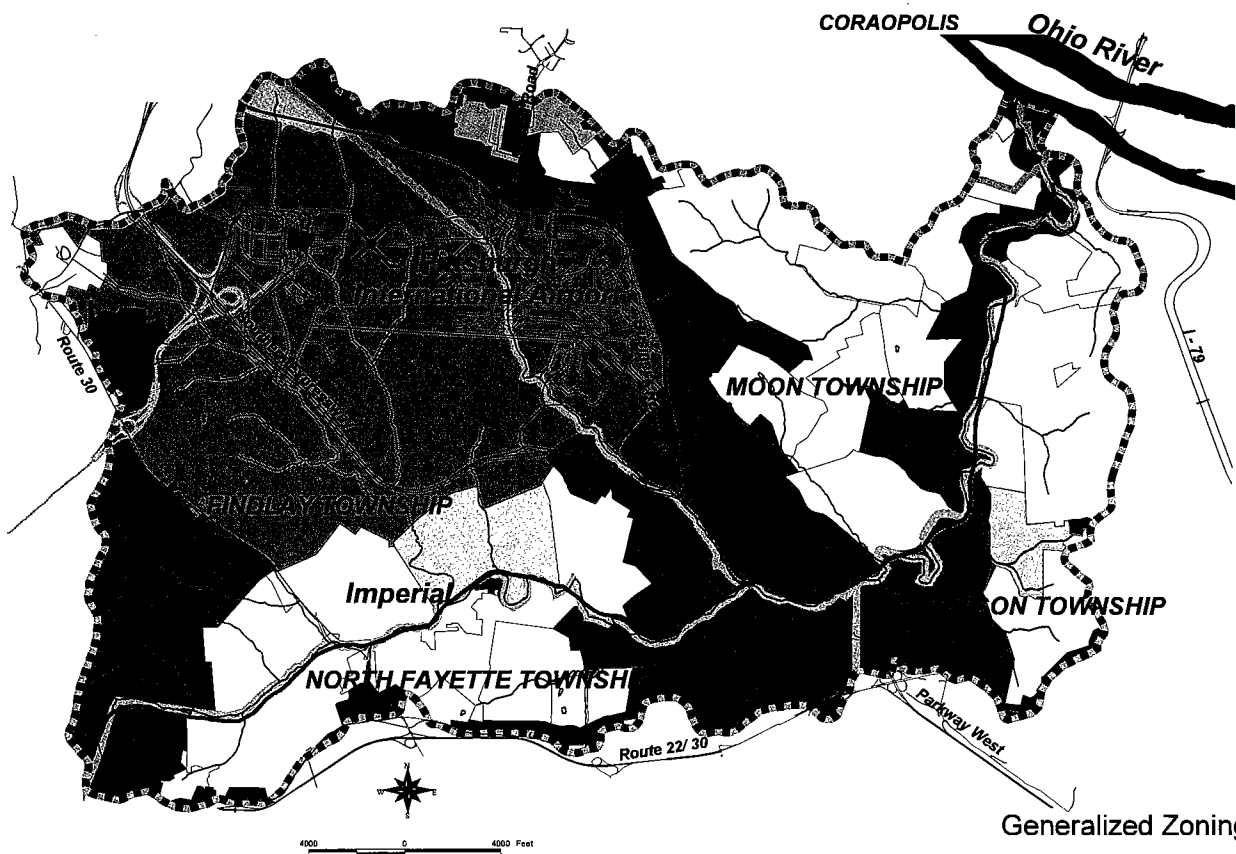 CORAOPOLIS
Ohio River
Road
Pittsburgh
International Airport
Route 30
I - 79
MOON TOWNSHIP
FINDLAY TOWNSHIP
Imperial
ON TOWNSHIP
NORTH FAYETTE TOWNSHI
Parkway West
Route 22/ 30
N
W E
S
4000 0 4000 Feet
Generalized Zoning